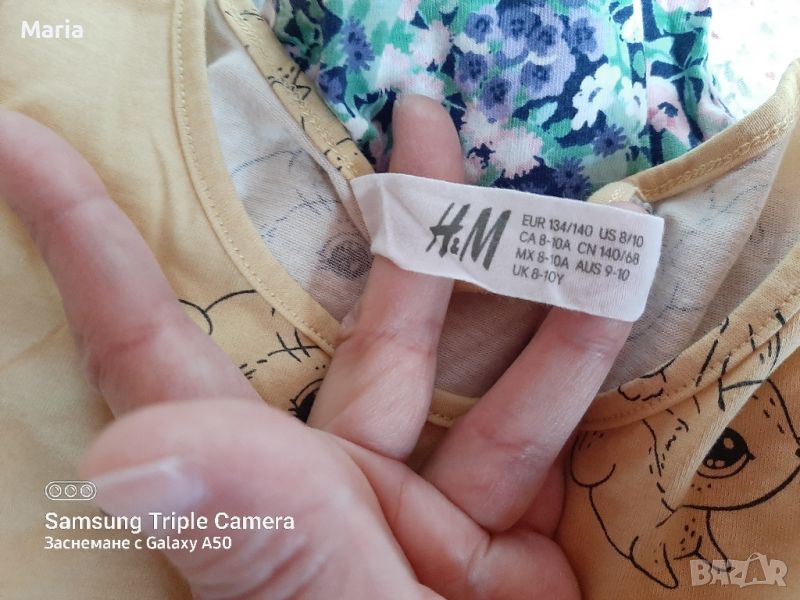 Maria
H&M
EUR 134/140 US 8/10
CA 8-10A CN 140/68
MX 8-10A AUS 9-10
UK 8-10Y
Samsung Triple Camera
Заснемане с Galaxy A50
BAZAR